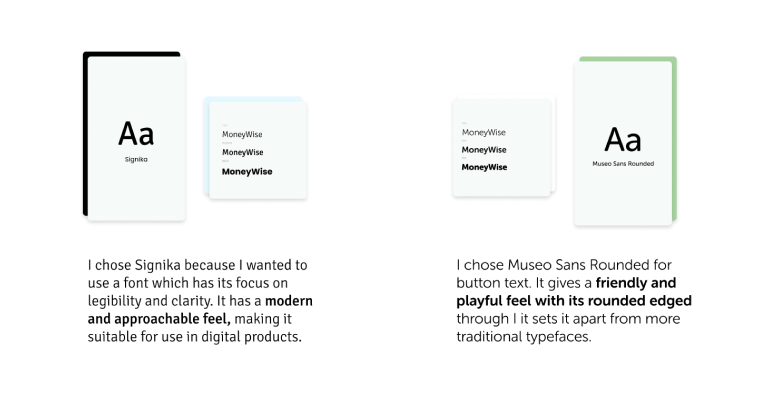 Aa
Signika
MoneyWise
MoneyWise
MoneyWise
I chose Signika because I wanted to
use a font which has its focus on
legibility and clarity. It has a modern
and approachable feel, making it
suitable for use in digital products.
MoneyWise
MoneyWise
MoneyWise
Aa
Museo Sans Rounded
I chose Museo Sans Rounded for
button text. It gives a friendly and
playful feel with its rounded edged
through I it sets it apart from more
traditional typefaces.